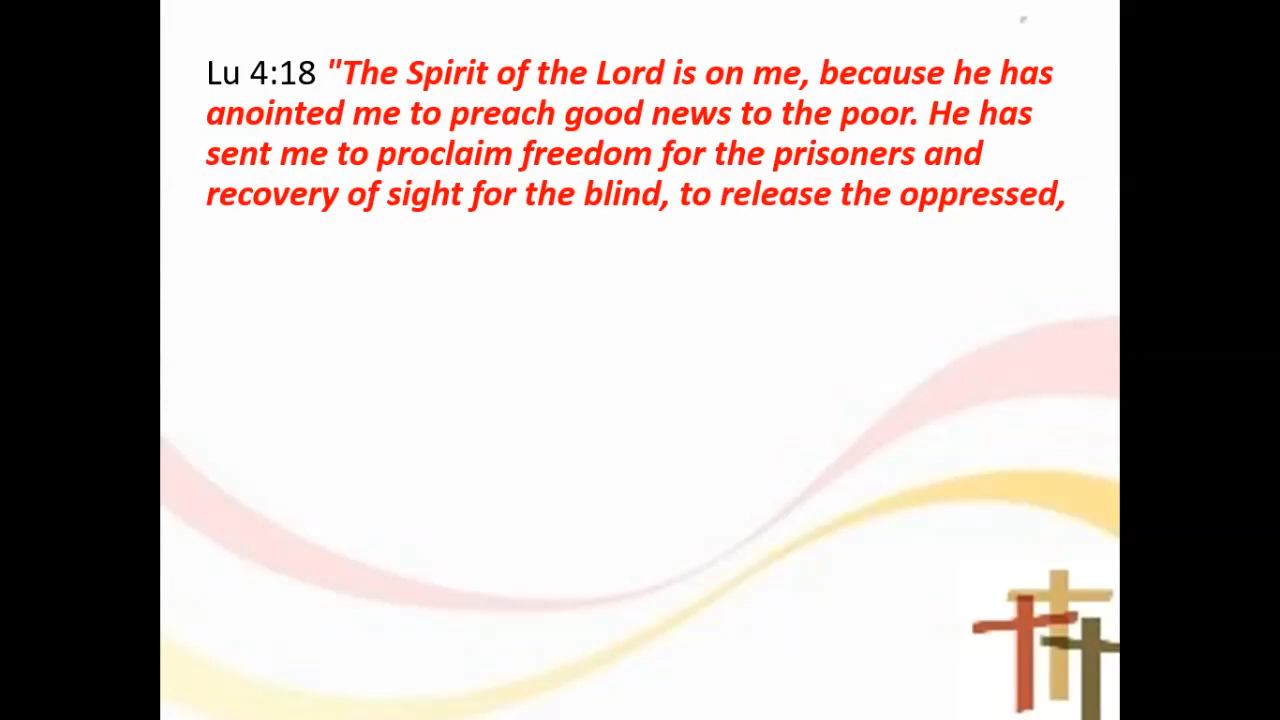 Lu 4:18 "The Spirit of the Lord is on me, because he has
anointed me to preach good news to the poor. He has
sent me to proclaim freedom for the prisoners and
recovery of sight for the blind, to release the oppressed,